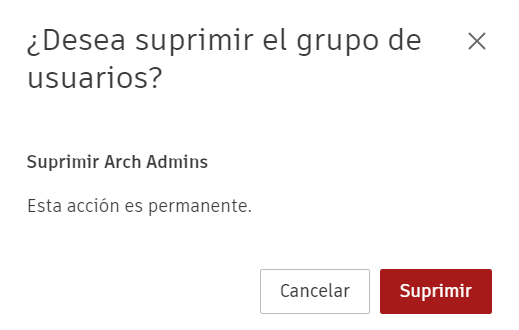 ¿Desea suprimir el grupo de
usuarios?
Suprimir Arch Admins
Esta acción es permanente.
Cancelar
Suprimir